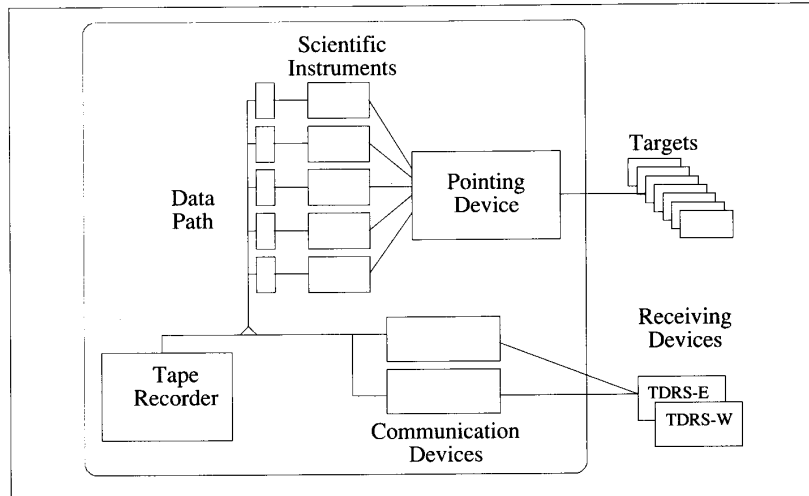 Scientific
Instruments
Targets
Pointing
Device
Data
Path
Receiving
Devices
Tape
Recorder
TDRS-E
TDRS-W
Communication
Devices